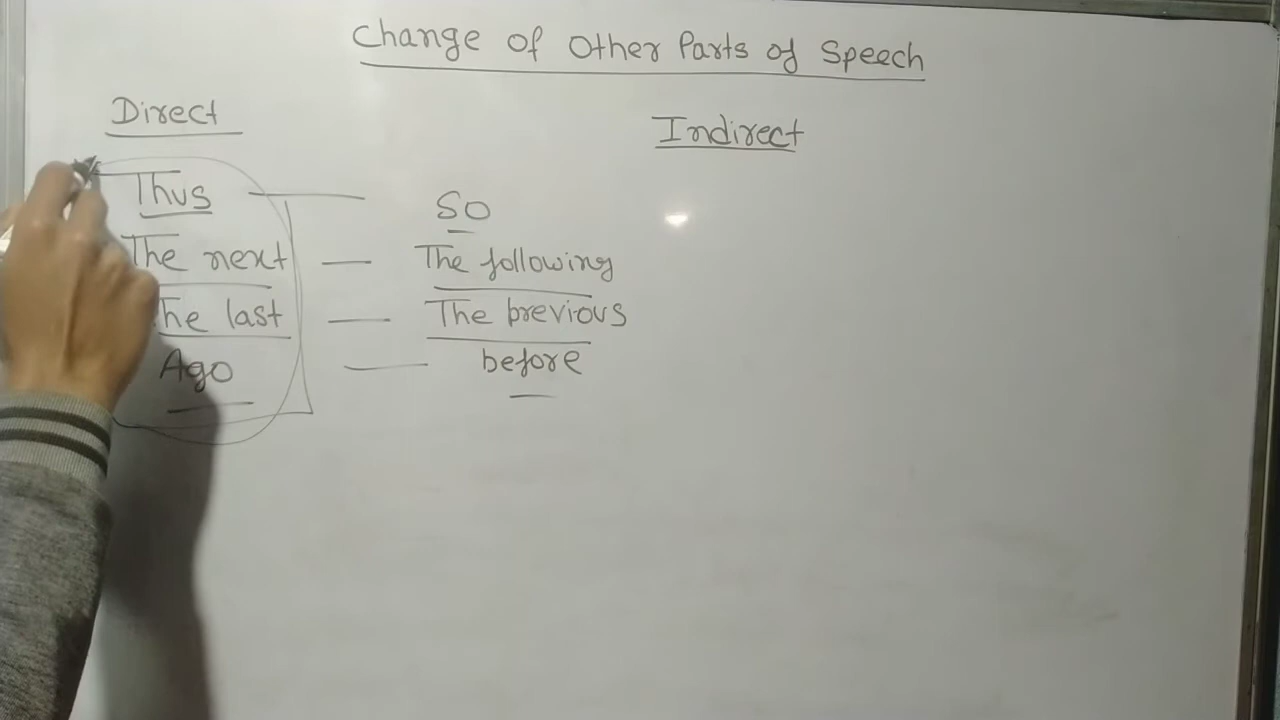 Change of Other Parts of Speech
Direct
Indirect
Thus — So
The next — The following
The last — The previous
Ago — before